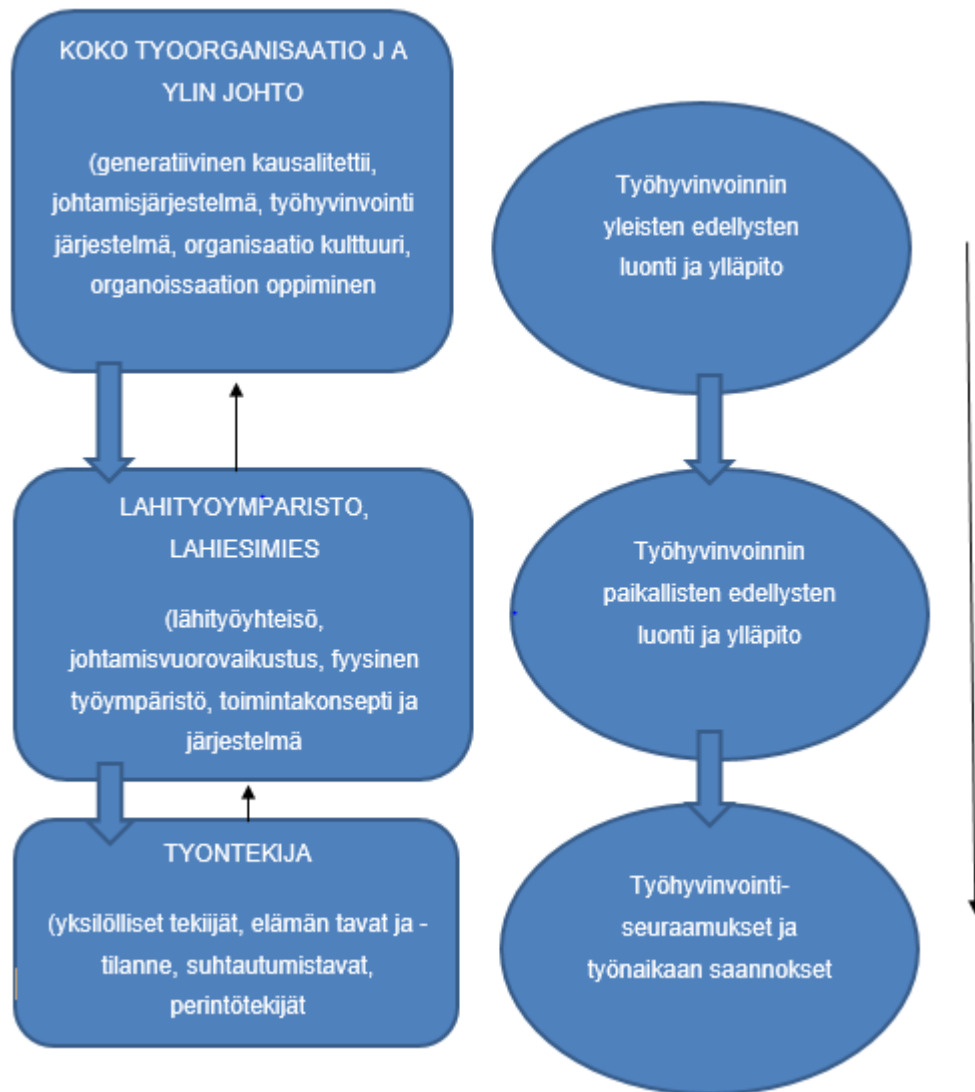 KOKO TYOORGANISAATIO J A
YLIN JOHTO
(generatiivinen kausalitettii,
johtamisjärjestelmä, työhyvinvointi
järjestelmä, organisaatio kulttuuri,
organoissaation oppiminen
Työhyvinvoinnin
yleisten edellysten
luonti ja ylläpito
LAHITYOYMPARISTO,
LAHIESIMIES
(lähityöyhteisö,
johtamisvuorovaikustus, fyysinen
työympäristö, toimintakonsepti ja
järjestelmä
Työhyvinvoinnin
paikallisten edellysten
luonti ja ylläpito
TYONTEKIJA
(yksilölliset tekiijät, elämän tavat ja -
tilanne, suhtautumistavat,
perintötekijät
Työhyvinvointi-
seuraamukset ja
työnaikaan saannokset